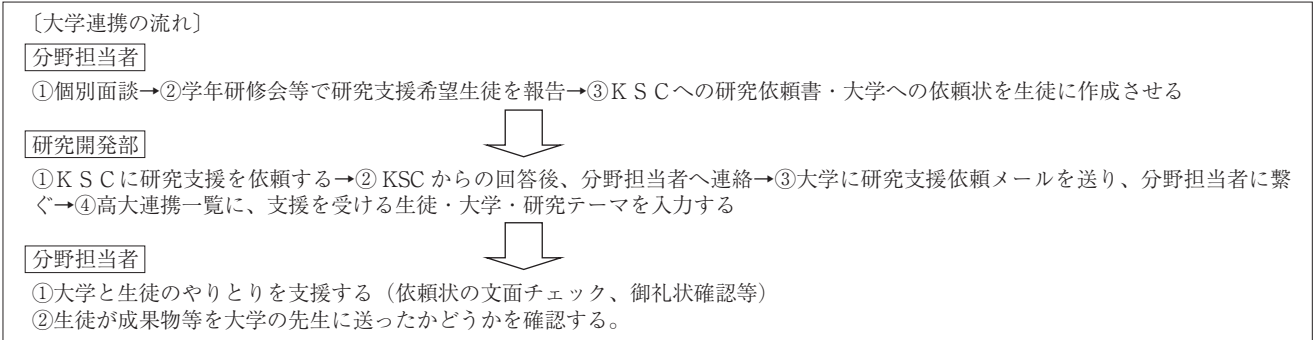 〔大学連携の流れ〕
分野担当者
①個別面談→②学年研修会等で研究支援希望生徒を報告→③ＫＳＣへの研究依頼書・大学への依頼状を生徒に作成させる
研究開発部
①ＫＳＣに研究支援を依頼する→② KSC からの回答後、分野担当者へ連絡→③大学に研究支援依頼メールを送り、分野担当者に繋
ぐ→④高大連携一覧に、支援を受ける生徒・大学・研究テーマを入力する
分野担当者
①大学と生徒のやりとりを支援する（依頼状の文面チェック、御礼状確認等）
②生徒が成果物等を大学の先生に送ったかどうかを確認する。